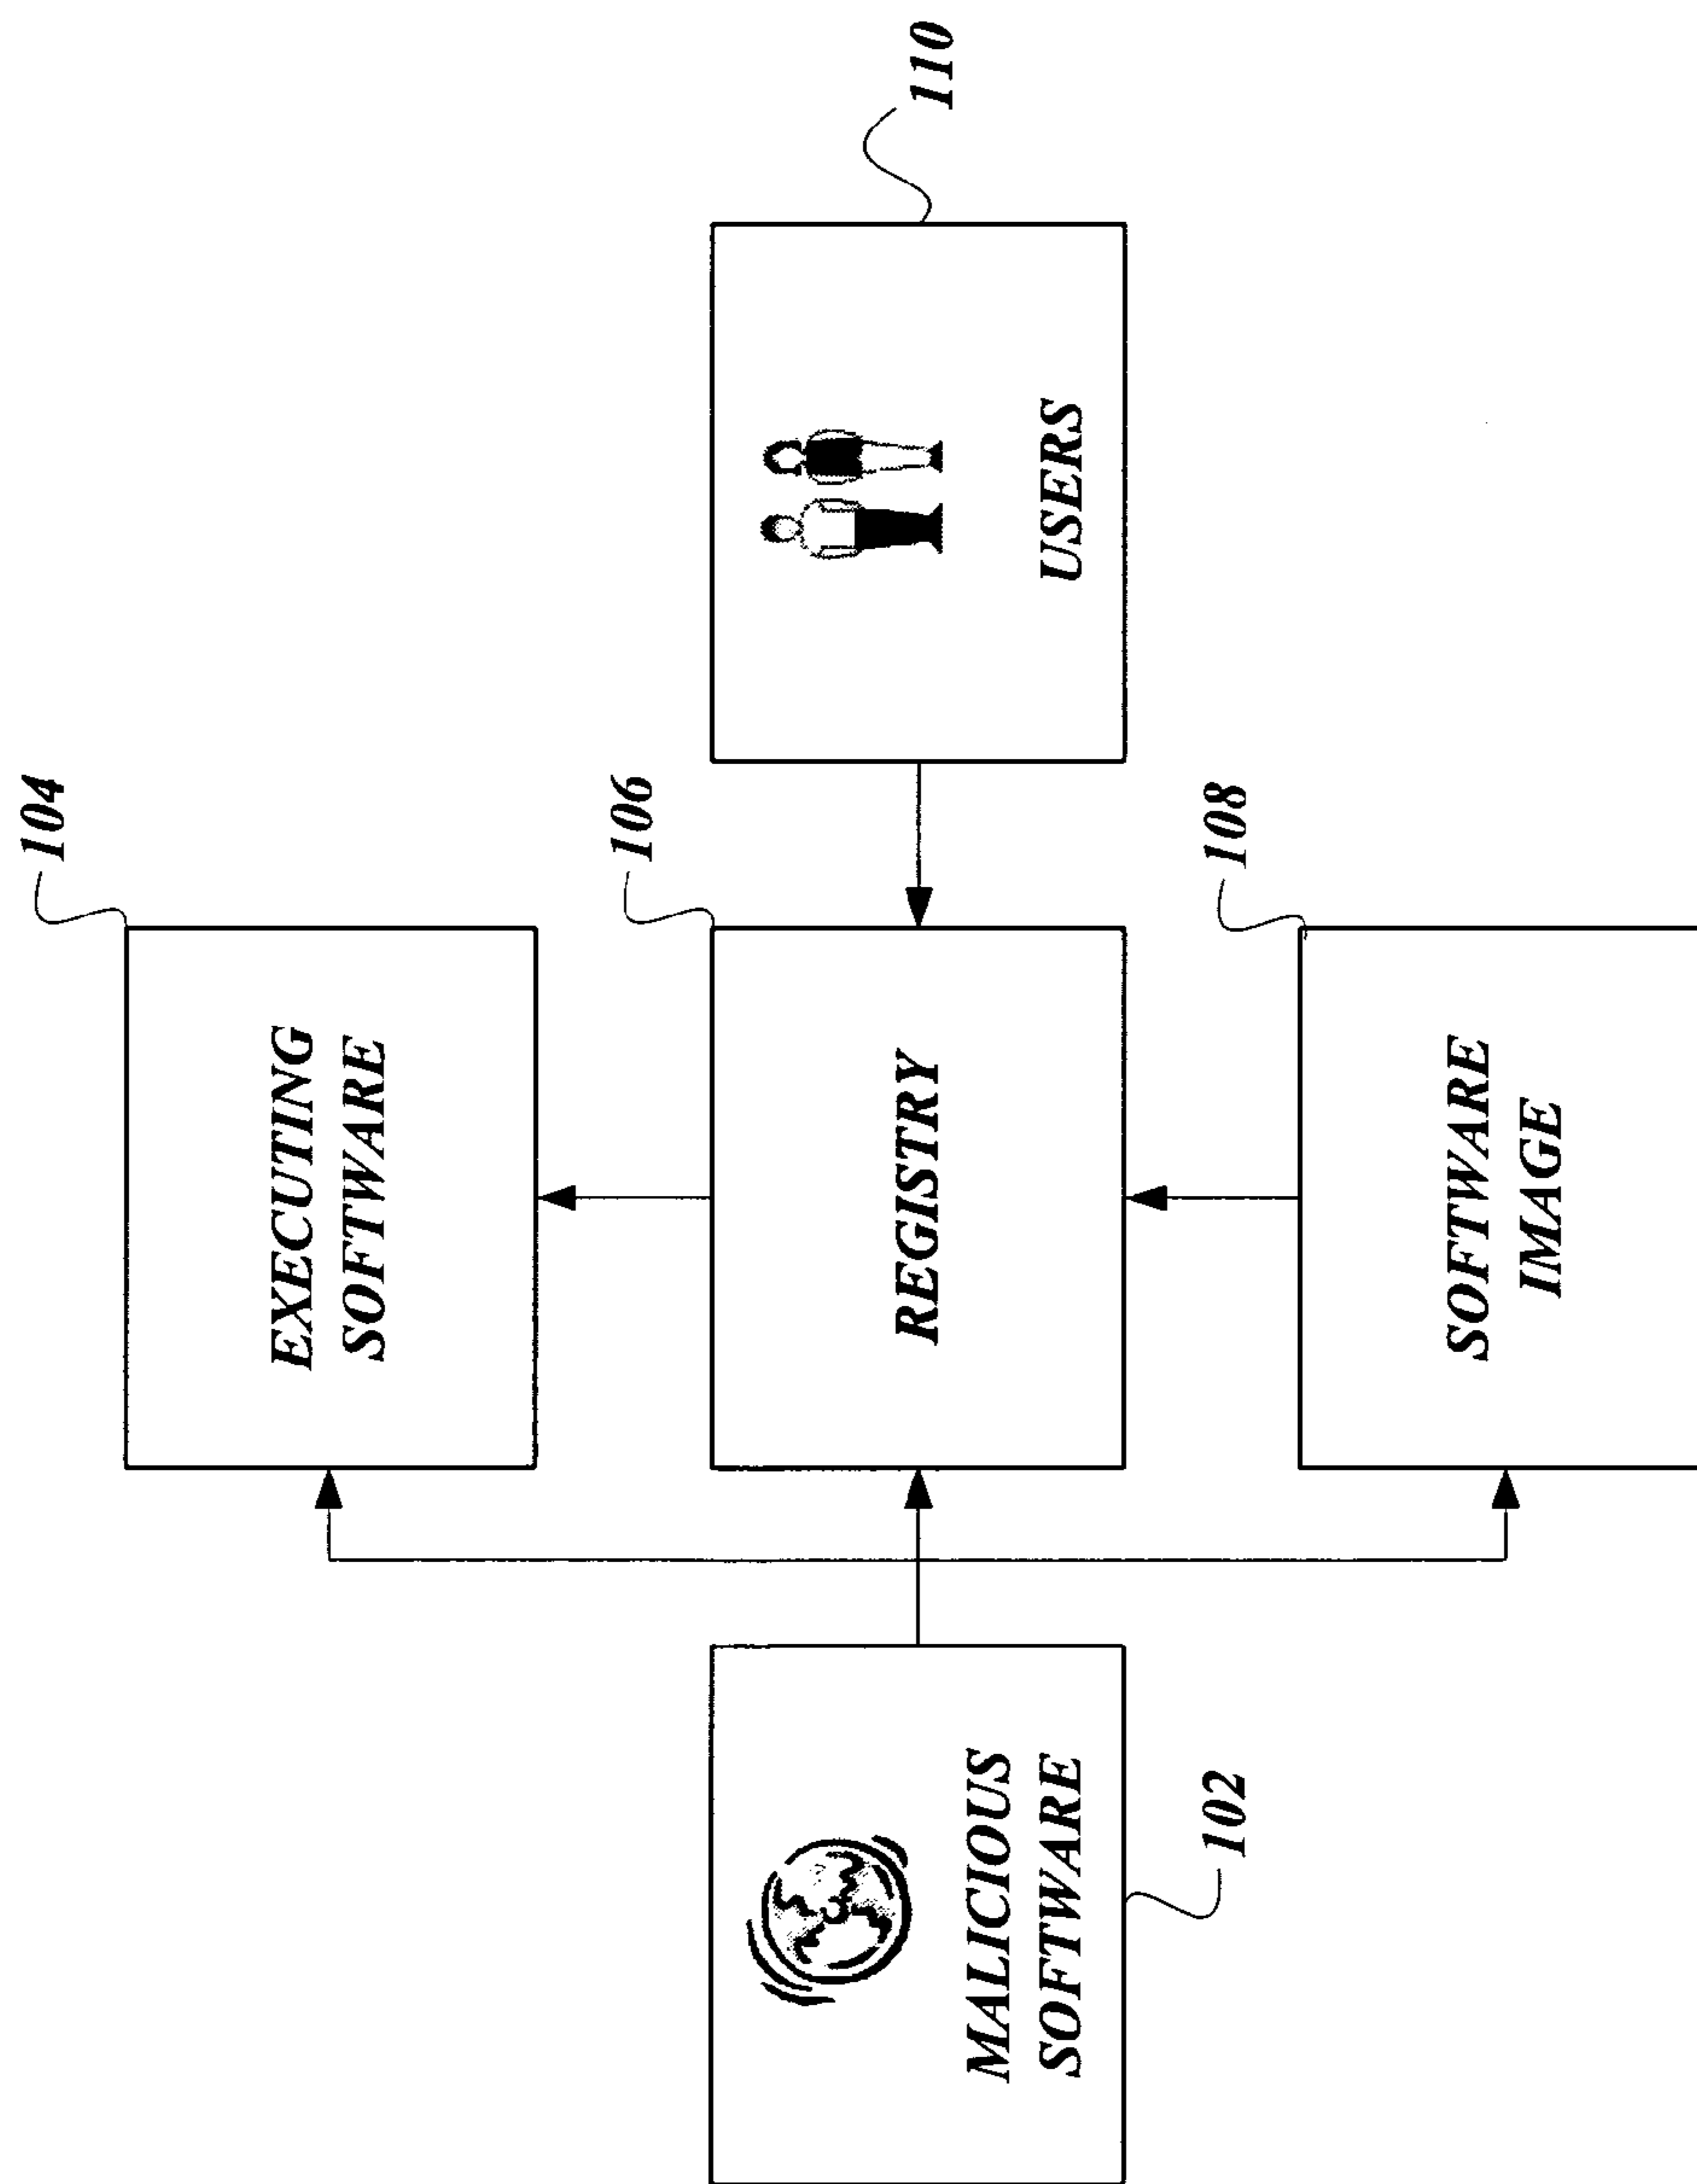 104
EXECUTING
SOFTWARE
106
MALICIOUS
SOFTWARE
REGISTRY
USERS
110
102
108
SOFTWARE
IMAGE